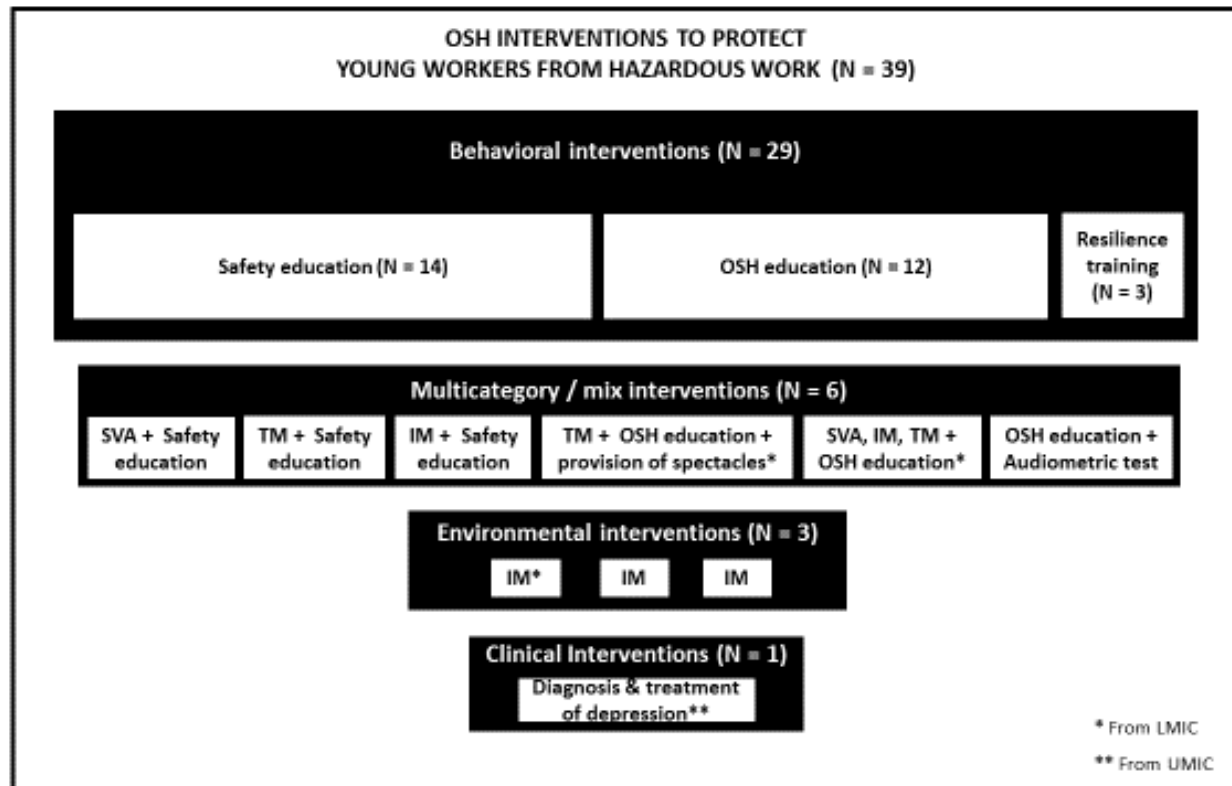 OSH INTERVENTIONS TO PROTECT
YOUNG WORKERS FROM HAZARDOUS WORK (N = 39)
Behavioral interventions (N = 29)
Safety education (N = 14)
OSH education (N = 12)
Resilience
training
(N = 3)
Multicategory / mix interventions (N = 6)
SVA + Safety
education
TM + Safety
education
IM + Safety
education
TM + OSH education +
provision of spectacles*
SVA, IM, TM +
OSH education*
OSH education +
Audiometric test
Environmental interventions (N = 3)
IM*
IM
IM
Clinical Interventions (N = 1)
Diagnosis & treatment
of depression**
* From LMIC
** From UMIC